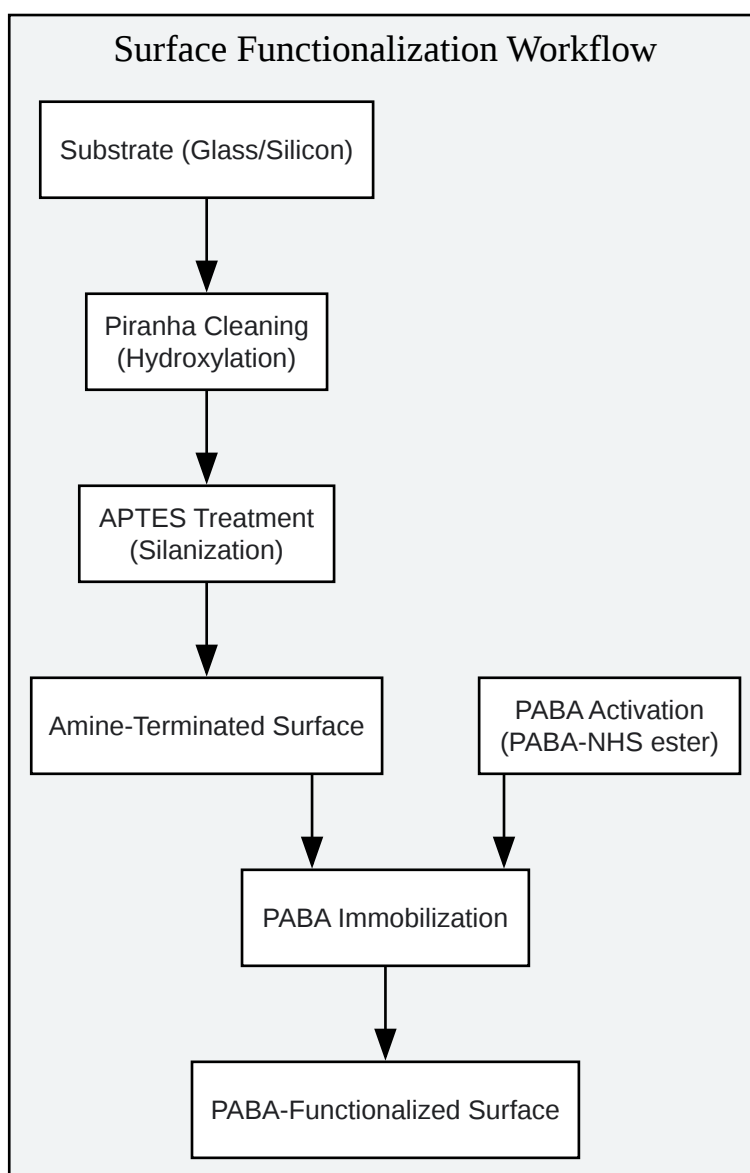 Surface Functionalization Workflow
Substrate (Glass/Silicon)
Piranha Cleaning
(Hydroxylation)
APTES Treatment
(Silanization)
Amine-Terminated Surface
PABA Activation
(PABA-NHS ester)
PABA Immobilization
PABA-Functionalized Surface